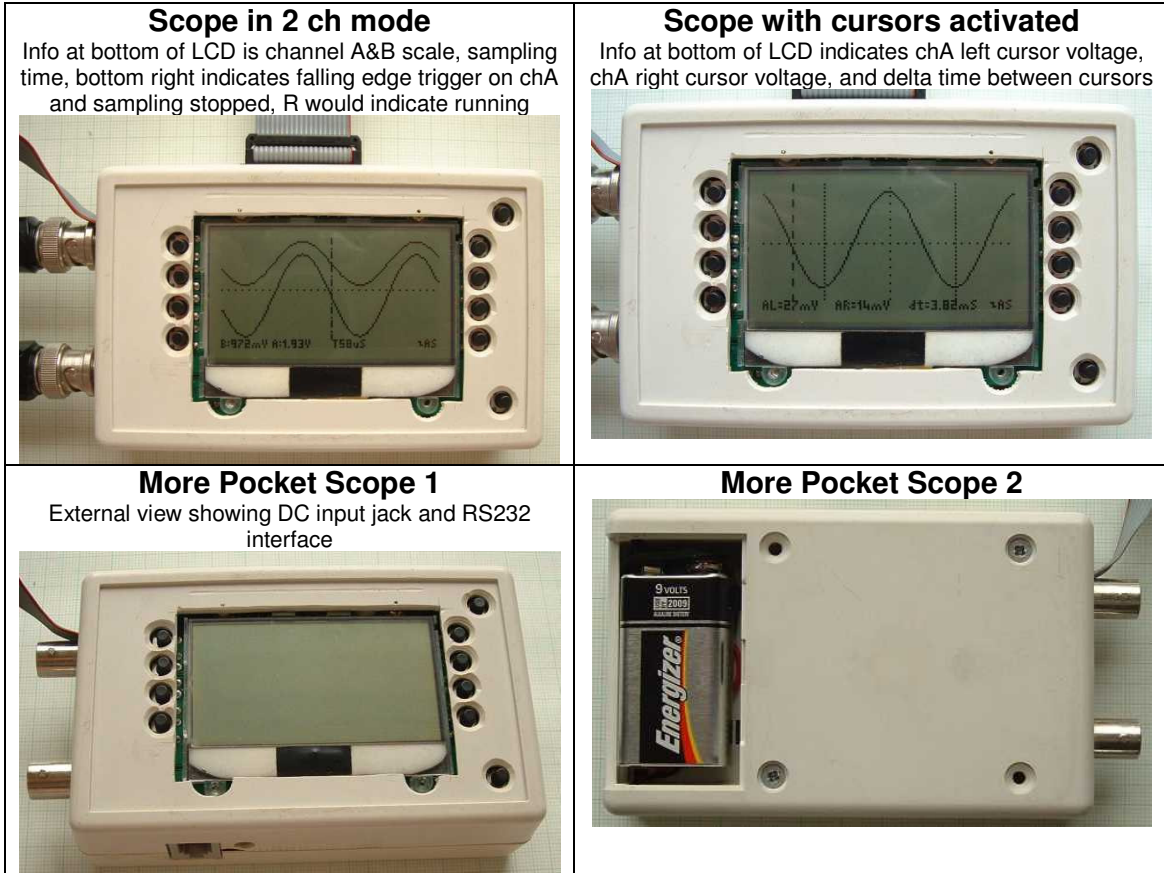 Scope in 2 ch mode
Info at bottom of LCD is channel A&B scale, sampling
time, bottom right indicates falling edge trigger on chA
and sampling stopped, R would indicate running
B:972mV A:1.93V T50uS AS
Scope with cursors activated
Info at bottom of LCD indicates chA left cursor voltage,
chA right cursor voltage, and delta time between cursors
AL=27mV AR=14mV dt=3.82mS AS
More Pocket Scope 1
External view showing DC input jack and RS232
interface
More Pocket Scope 2
9 VOLTS
2009
Energizer